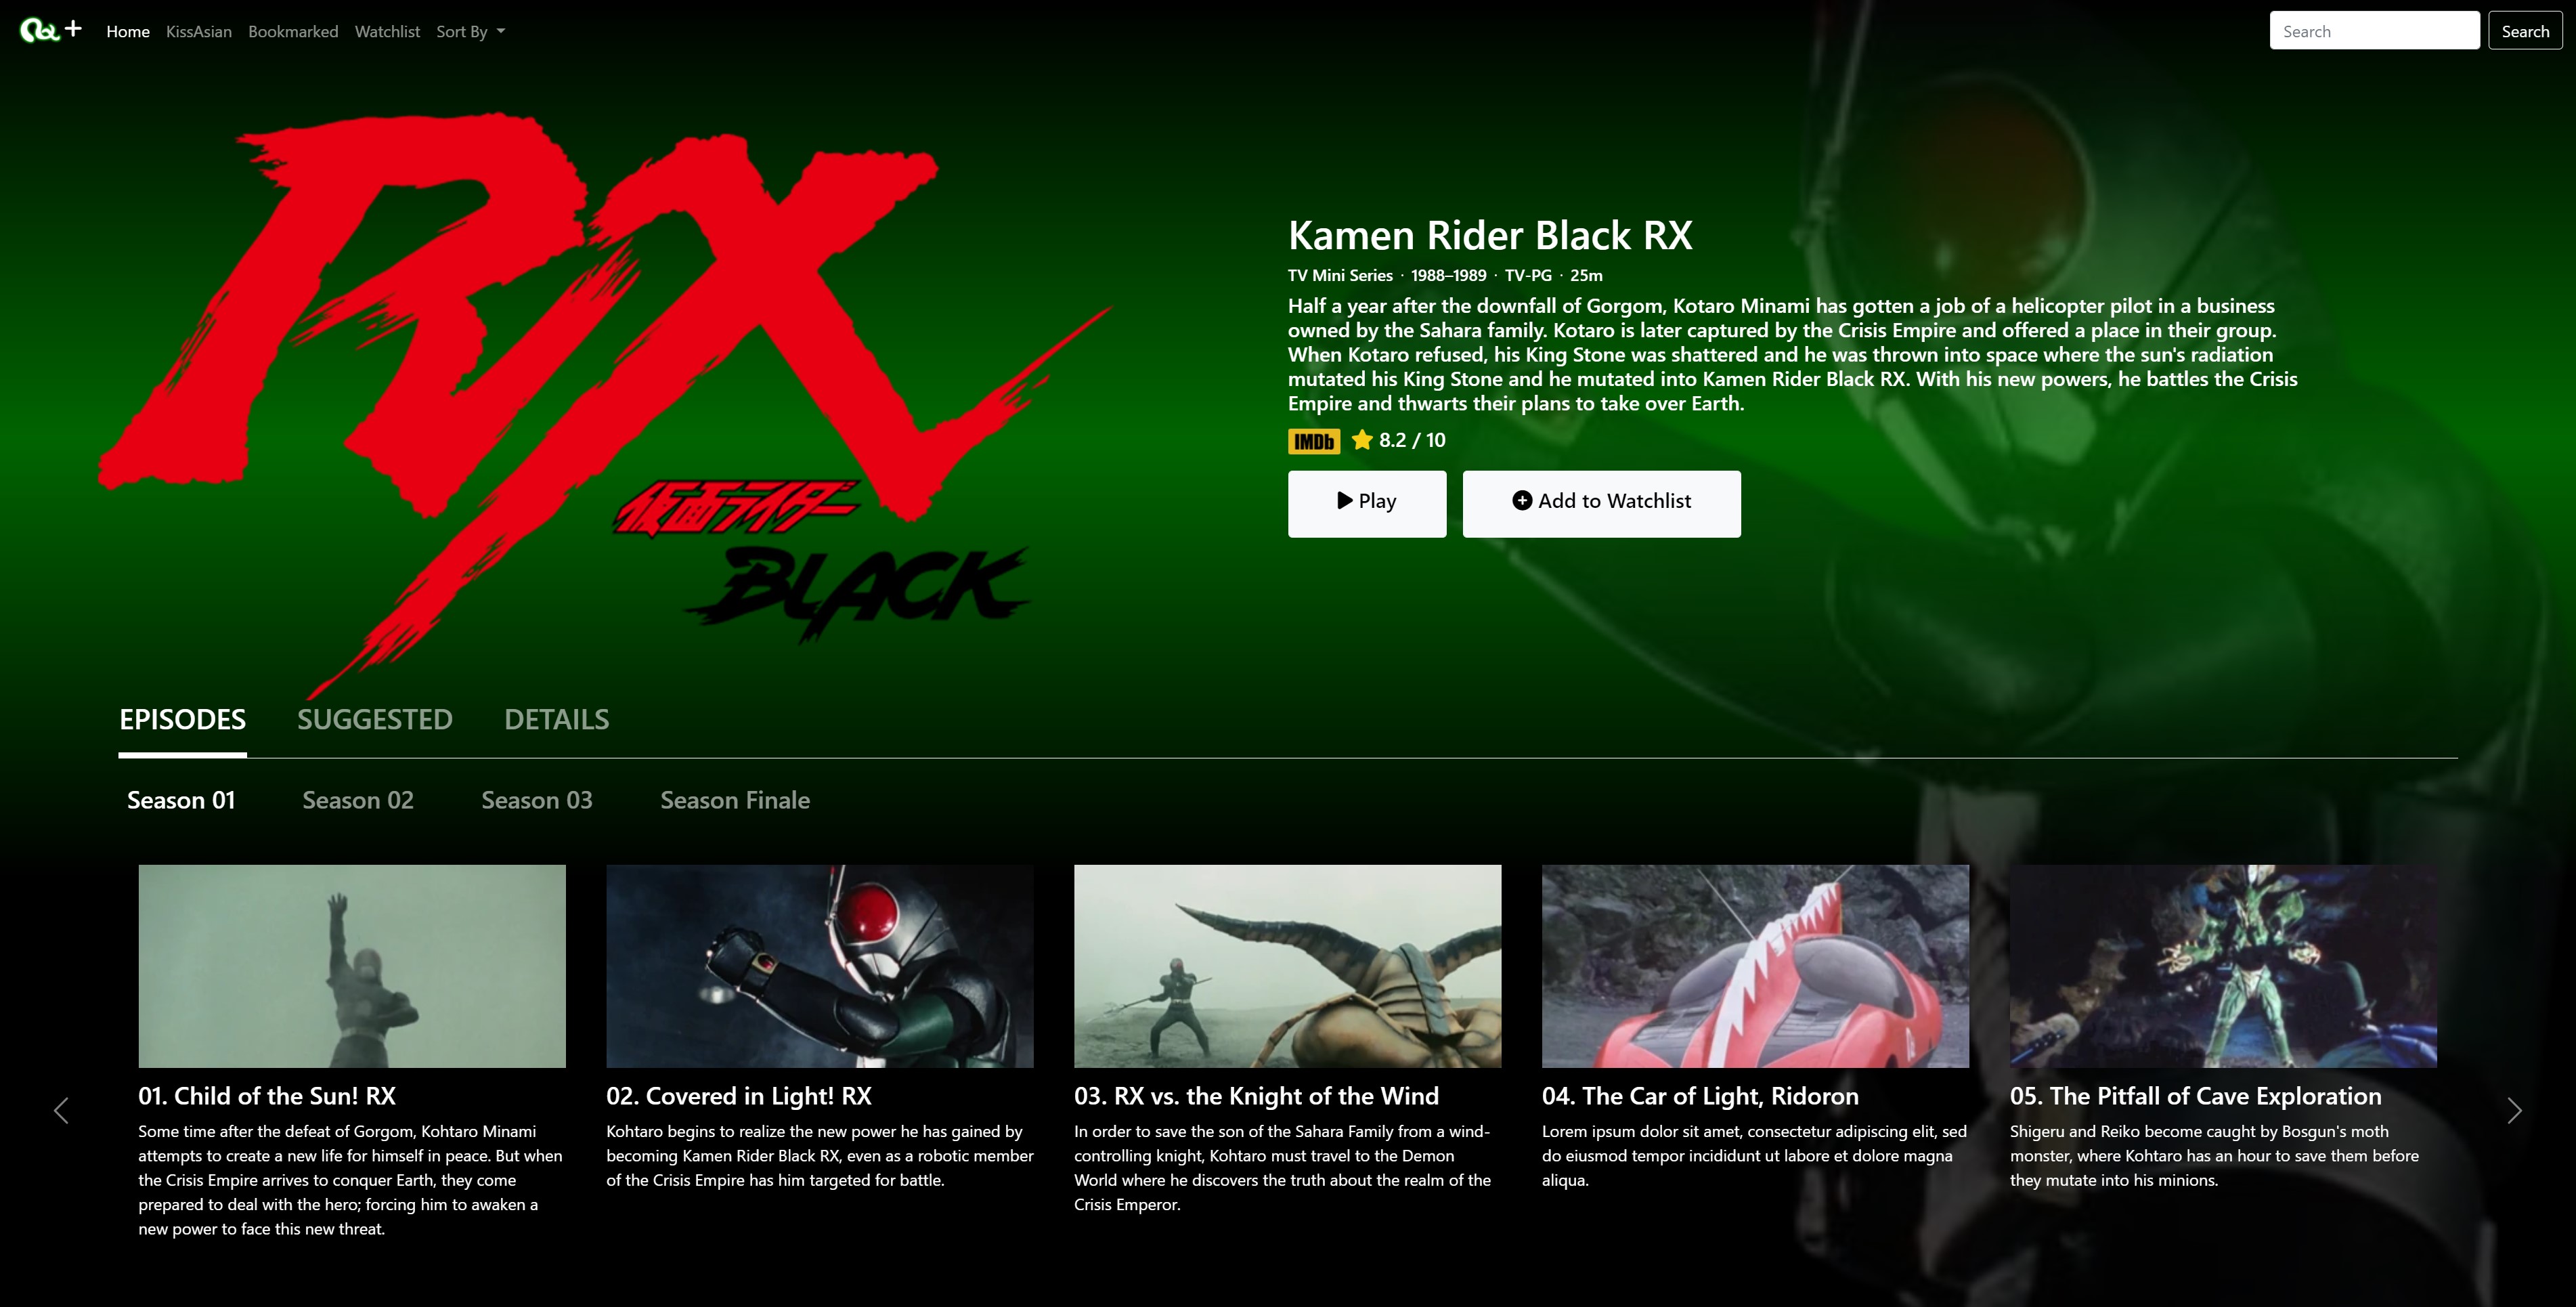 + Home KissAsian Bookmarked Watchlist Sort By Search Search
RX
仮面ライダー
BLACK
Kamen Rider Black RX
TV Mini Series · 1988–1989 · TV-PG · 25m
Half a year after the downfall of Gorgom, Kotaro Minami has gotten a job of a helicopter pilot in a business
owned by the Sahara family. Kotaro is later captured by the Crisis Empire and offered a place in their group.
When Kotaro refused, his King Stone was shattered and he was thrown into space where the sun's radiation
mutated his King Stone and he mutated into Kamen Rider Black RX. With his new powers, he battles the Crisis
Empire and thwarts their plans to take over Earth.
IMDb 8.2 / 10
Play Add to Watchlist
EPISODES SUGGESTED DETAILS
Season 01 Season 02 Season 03 Season Finale
01. Child of the Sun! RX
Some time after the defeat of Gorgom, Kohtaro Minami
attempts to create a new life for himself in peace. But when
the Crisis Empire arrives to conquer Earth, they come
prepared to deal with the hero; forcing him to awaken a
new power to face this new threat.
02. Covered in Light! RX
Kohtaro begins to realize the new power he has gained by
becoming Kamen Rider Black RX, even as a robotic member
of the Crisis Empire has him targeted for battle.
03. RX vs. the Knight of the Wind
In order to save the son of the Sahara Family from a wind-
controlling knight, Kohtaro must travel to the Demon
World where he discovers the truth about the realm of the
Crisis Emperor.
04. The Car of Light, Ridoron
Lorem ipsum dolor sit amet, consectetur adipiscing elit, sed
do eiusmod tempor incididunt ut labore et dolore magna
aliqua.
05. The Pitfall of Cave Exploration
Shigeru and Reiko become caught by Bosgun's moth
monster, where Kohtaro has an hour to save them before
they mutate into his minions.